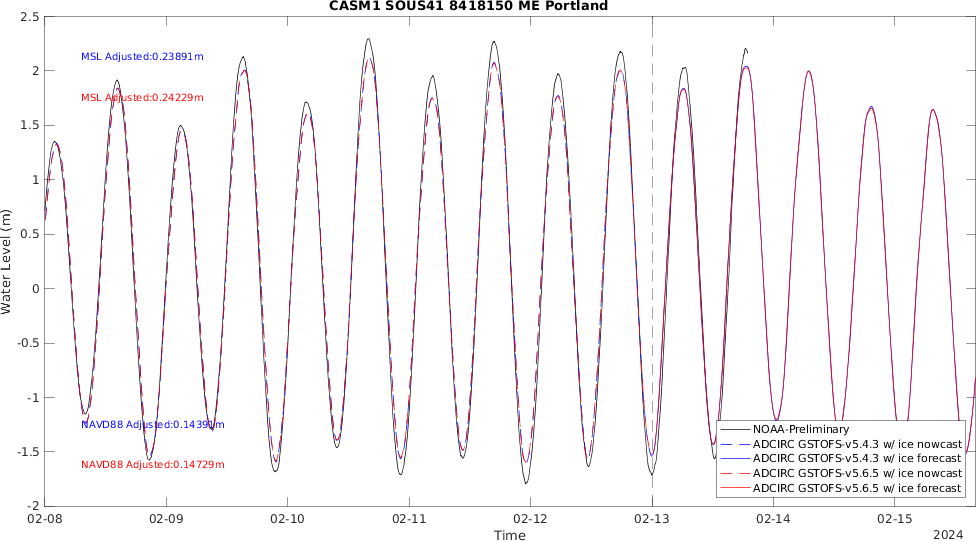 CASM1 SOUS41 8418150 ME Portland
2.5
2
1.5
1
0.5
0
-0.5
-1
-1.5
-2
Water Level (m)
MSL Adjusted:0.23891m
MSL Adjusted:0.24229m
NAVD88 Adjusted:0.14391m
NAVD88 Adjusted:0.14729m
NOAA-Preliminary
ADCIRC GSTOFS-v5.4.3 w/ ice nowcast
ADCIRC GSTOFS-v5.4.3 w/ ice forecast
ADCIRC GSTOFS-v5.6.5 w/ ice nowcast
ADCIRC GSTOFS-v5.6.5 w/ ice forecast
02-08 02-09 02-10 02-11 02-12 02-13 02-14 02-15
Time
2024